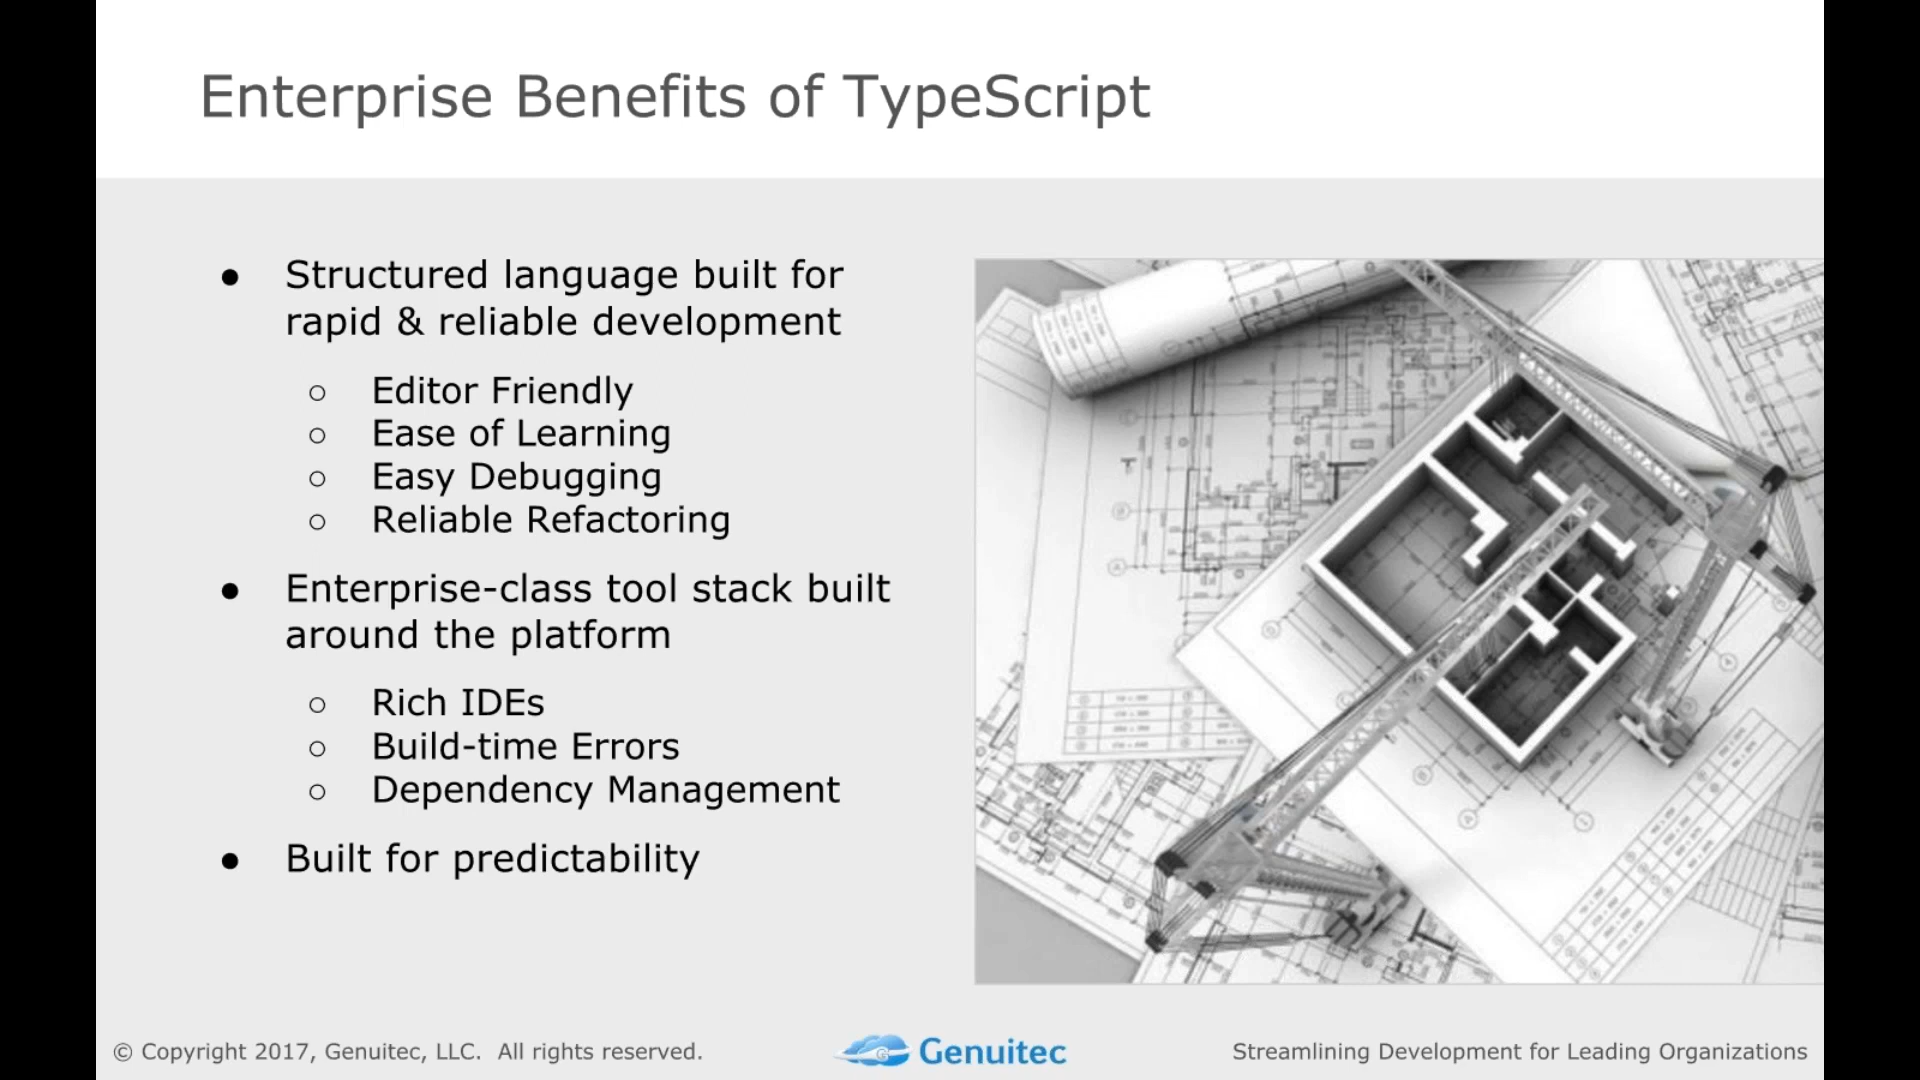 Enterprise Benefits of TypeScript
● Structured language built for
rapid & reliable development
○ Editor Friendly
○ Ease of Learning
○ Easy Debugging
○ Reliable Refactoring
● Enterprise-class tool stack built
around the platform
○ Rich IDEs
○ Build-time Errors
○ Dependency Management
● Built for predictability
© Copyright 2017, Genuitec, LLC. All rights reserved.
Genuitec
Streamlining Development for Leading Organizations